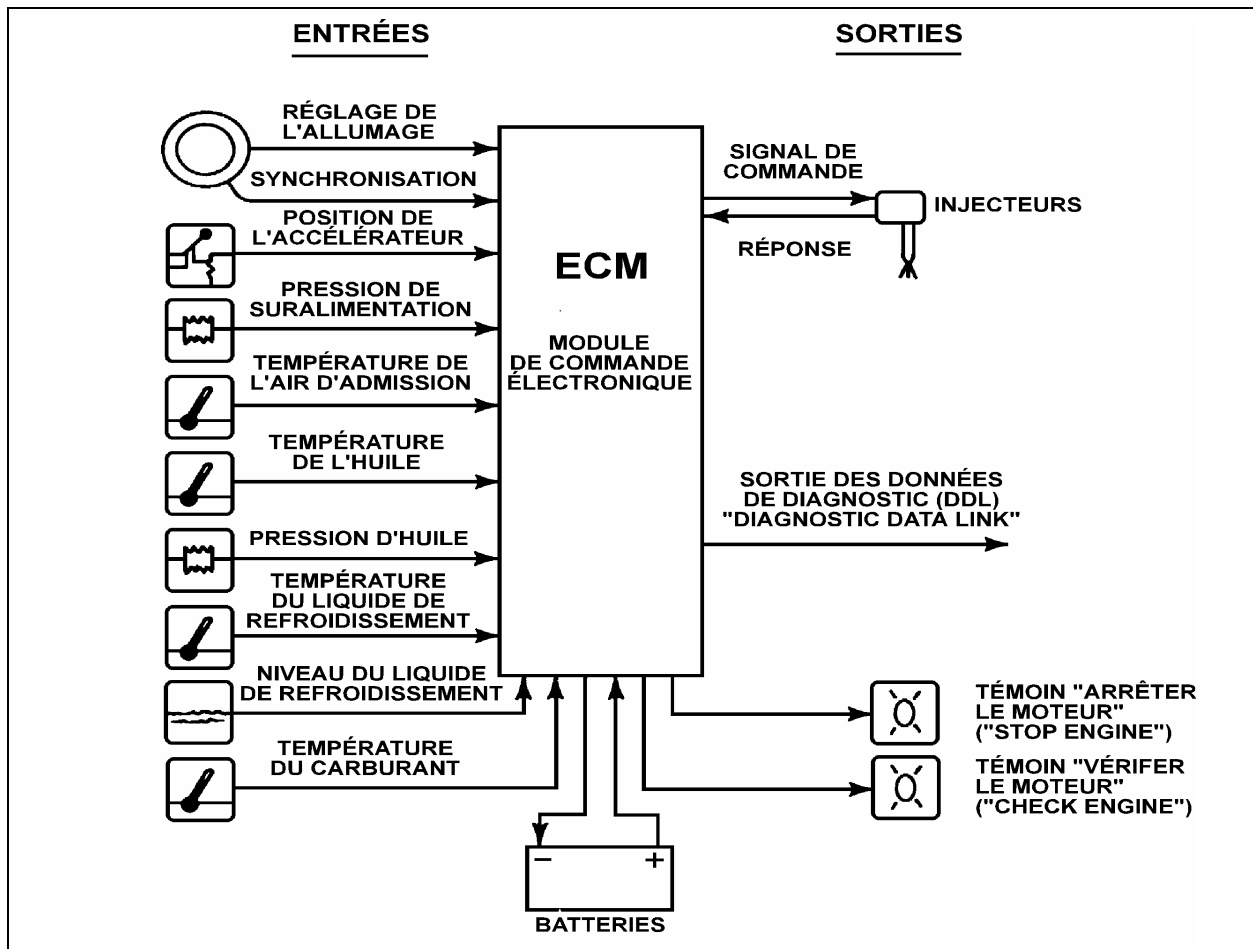 ENTRÉES
SORTIES
RÉGLAGE DE
L'ALLUMAGE
SYNCHRONISATION
POSITION DE
L'ACCÉLÉRATEUR
PRESSION DE
SURALIMENTATION
TEMPÉRATURE DE
L'AIR D'ADMISSION
TEMPÉRATURE
DE L'HUILE
PRESSION D'HUILE
TEMPÉRATURE
DU LIQUIDE DE
REFROIDISSEMENT
NIVEAU DU LIQUIDE
DE REFROIDISSEMENT
TEMPÉRATURE
DU CARBURANT
ECM
MODULE
DE COMMANDE
ÉLECTRONIQUE
SIGNAL DE
COMMANDE
INJECTEURS
RÉPONSE
SORTIE DES DONNÉES
DE DIAGNOSTIC (DDL)
"DIAGNOSTIC DATA LINK"
TÉMOIN "ARRÊTER
LE MOTEUR"
("STOP ENGINE")
TÉMOIN "VÉRIFER
LE MOTEUR"
("CHECK ENGINE")
− +
BATTERIES